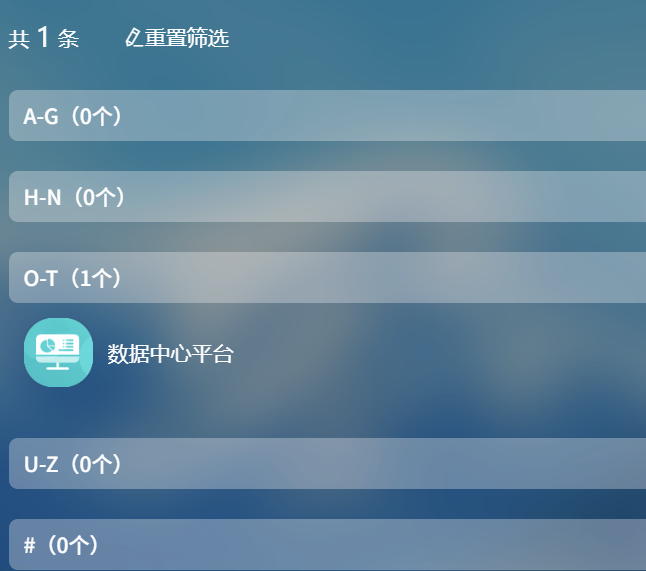 共 1 条 重置筛选
A-G（0个）
H-N（0个）
O-T（1个）
数据中心平台
U-Z（0个）
#（0个）